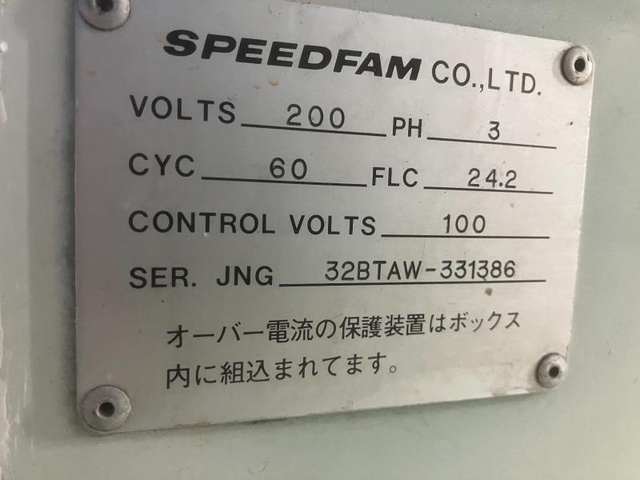 SPEEDFAM CO.,LTD.
VOLTS 200 PH 3
CYC 60 FLC 24.2
CONTROL VOLTS 100
SER. JNG 32BTAW-331386
オーバー電流の保護装置はボックス
内に組込まれてます。